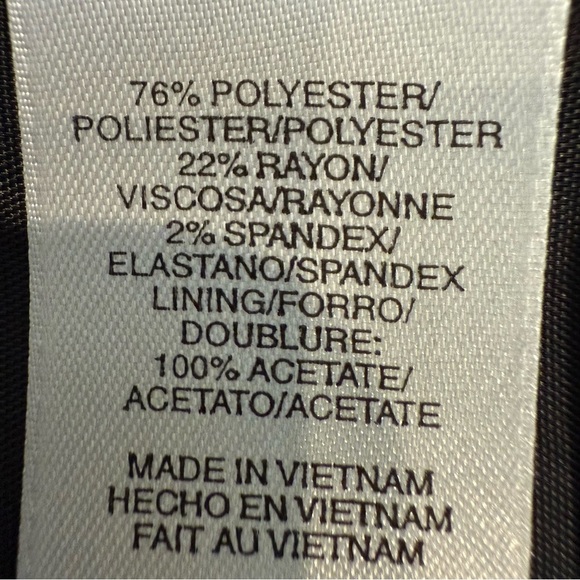 76% POLYESTER/
POLIESTER/POLYESTER
22% RAYON/
VISCOSA/RAYONNE
2% SPANDEX/
ELASTANO/SPANDEX
LINING/FORRO/
DOUBLURE:
100% ACETATE/
ACETATO/ACETATE
MADE IN VIETNAM
HECHO EN VIETNAM
FAIT AU VIETNAM